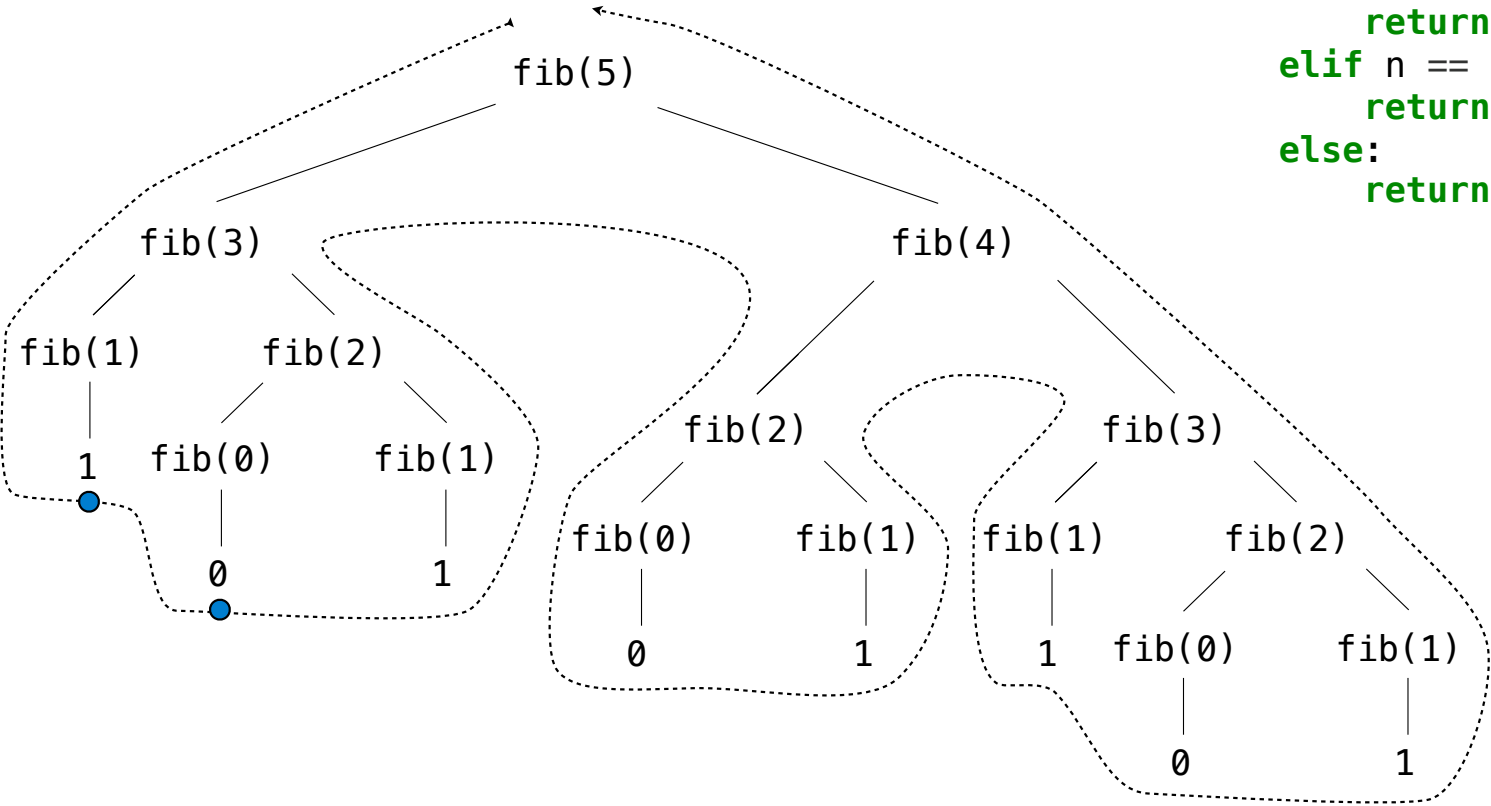 return
elif n ==
return
else:
return
fib(5)
fib(3) fib(4)
fib(1) fib(2)
fib(2) fib(3)
1 fib(0) fib(1)
fib(0) fib(1) fib(1) fib(2)
0 1
0 1 1 fib(0) fib(1)
0 1